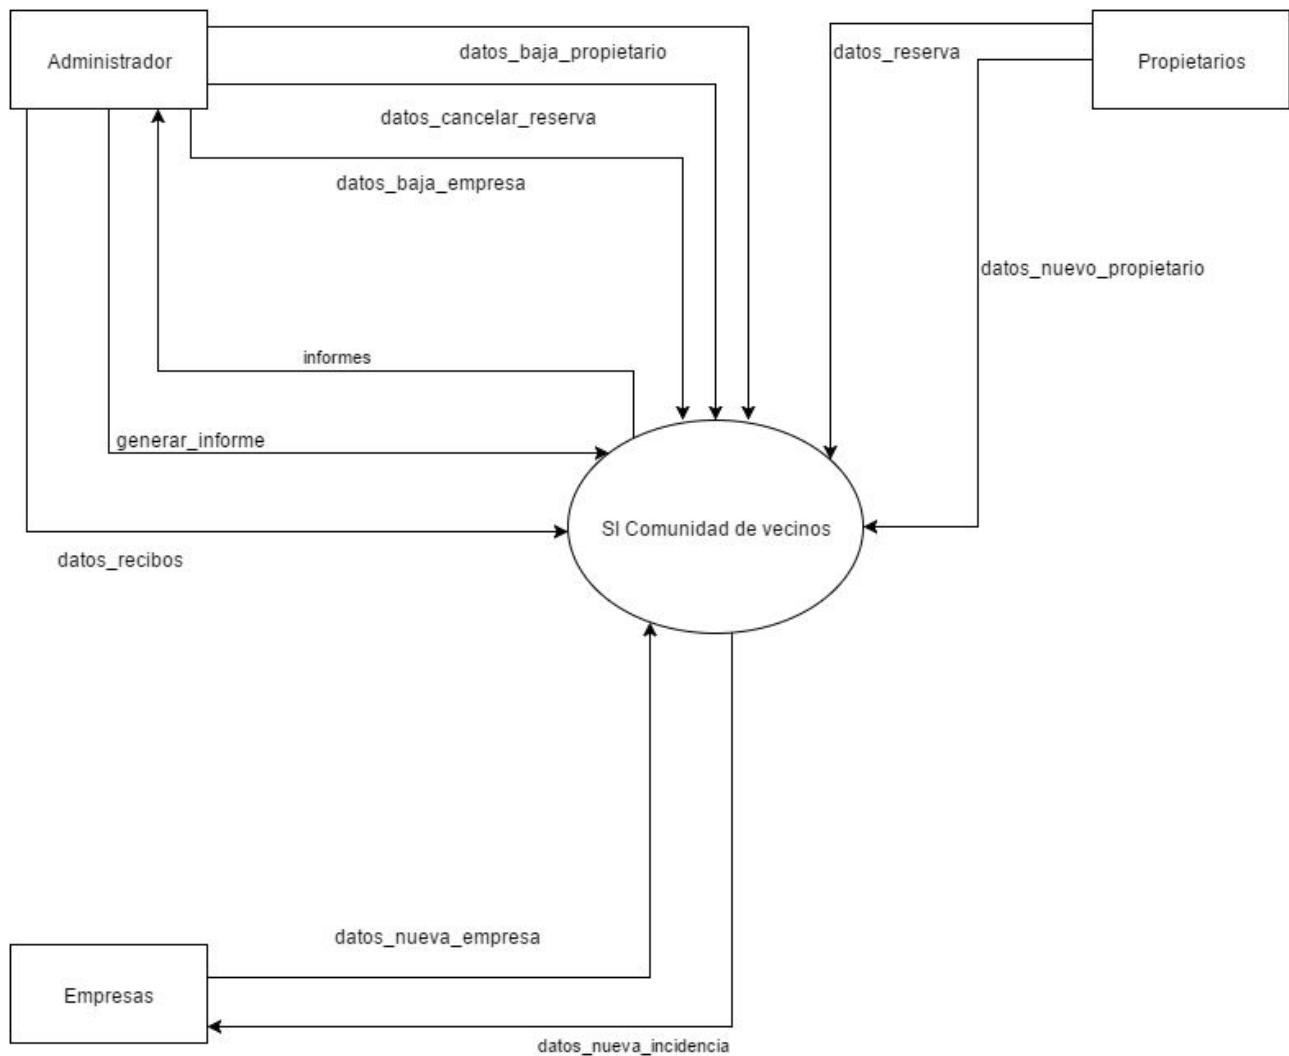 datos_baja_propietario
datos_reserva
Administrador
Propietarios
datos_cancelar_reserva
datos_baja_empresa
datos_nuevo_propietario
informes
generar_informe
SI Comunidad de vecinos
datos_recibos
datos_nueva_empresa
Empresas
datos_nueva_incidencia